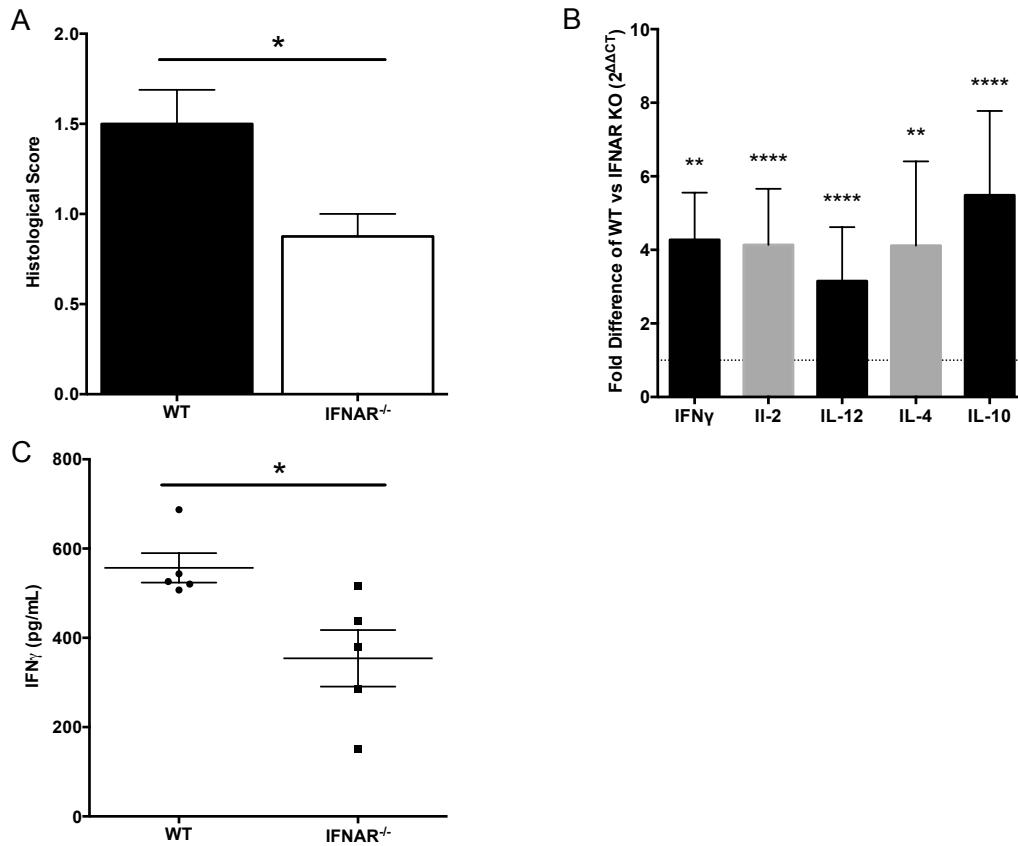 A
2.0
1.5
1.0
0.5
0.0
Histological Score
*
WT
IFNAR-/-
B
10
8
6
4
2
0
Fold Difference of WT vs IFNAR KO (2ΔΔCT)
**
****
****
**
****
IFNγ
Il-2
IL-12
IL-4
IL-10
C
800
600
400
200
0
IFNγ (pg/mL)
*
WT
IFNAR-/-